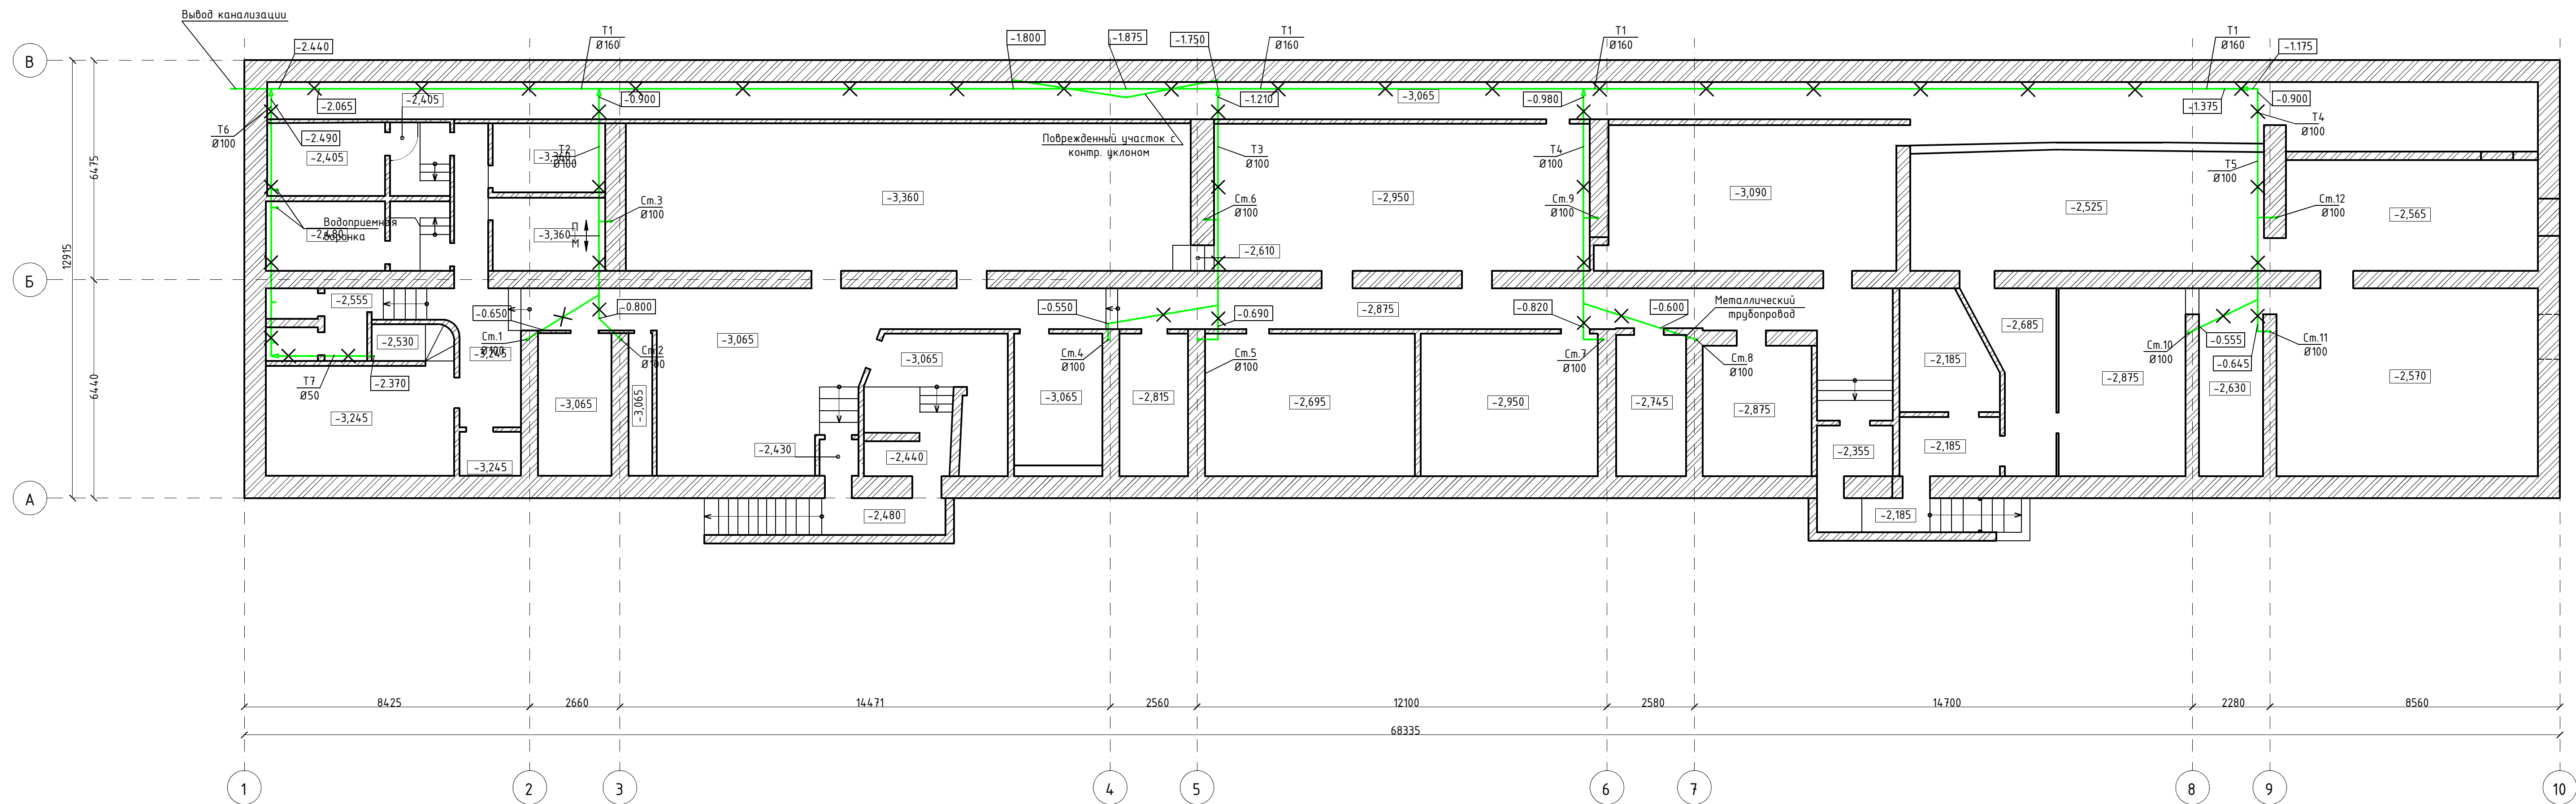 Вывод канализации
-2.440
Т1
Ø160
-1.800
-1.875
-1.750
Т1
Ø160
Т1
Ø160
Т1
Ø160
-1.175
В
-2.065
-2,405
-0.900
-1.210
-3,065
-0.980
-1.375
-0.900
Т6
Ø100
-2.490
-2,405
Т2
Ø100
-3,360
Поврежденный участок с
контр. уклоном
Т3
Ø100
Т4
Ø100
Т4
Ø100
Т5
Ø100
6475
-3,360
-2,950
-3,090
-2,525
-2,565
Ст.3
Ø100
Ст.6
Ø100
Ст.9
Ø100
Ст.12
Ø100
Водоприемная
воронка
-2,480
-3,360
П
М
-2,610
12915
Б
-2,555
-0.650
-0.800
-0.550
-0.690
-2,875
-0.820
-0.600
Металлический
трубопровод
-2,685
-2,530
Ст.1
Ø100
-3,245
Ст.2
Ø100
-3,065
-3,065
Ст.4
Ø100
Ст.5
Ø100
Ст.7
Ø100
Ст.8
Ø100
-2,185
Ст.10
Ø100
-0.555
-0.645
Ст.11
Ø100
Т7
Ø50
-2.370
6440
-3,245
-3,065
-3,065
-3,065
-2,815
-2,695
-2,950
-2,745
-2,875
-2,875
-2,630
-2,570
-3,245
-2,430
-2,440
-2,355
-2,185
А
-2,480
-2,185
8425
2660
14471
2560
12100
2580
14700
2280
8560
68335
1
2
3
4
5
6
7
8
9
10